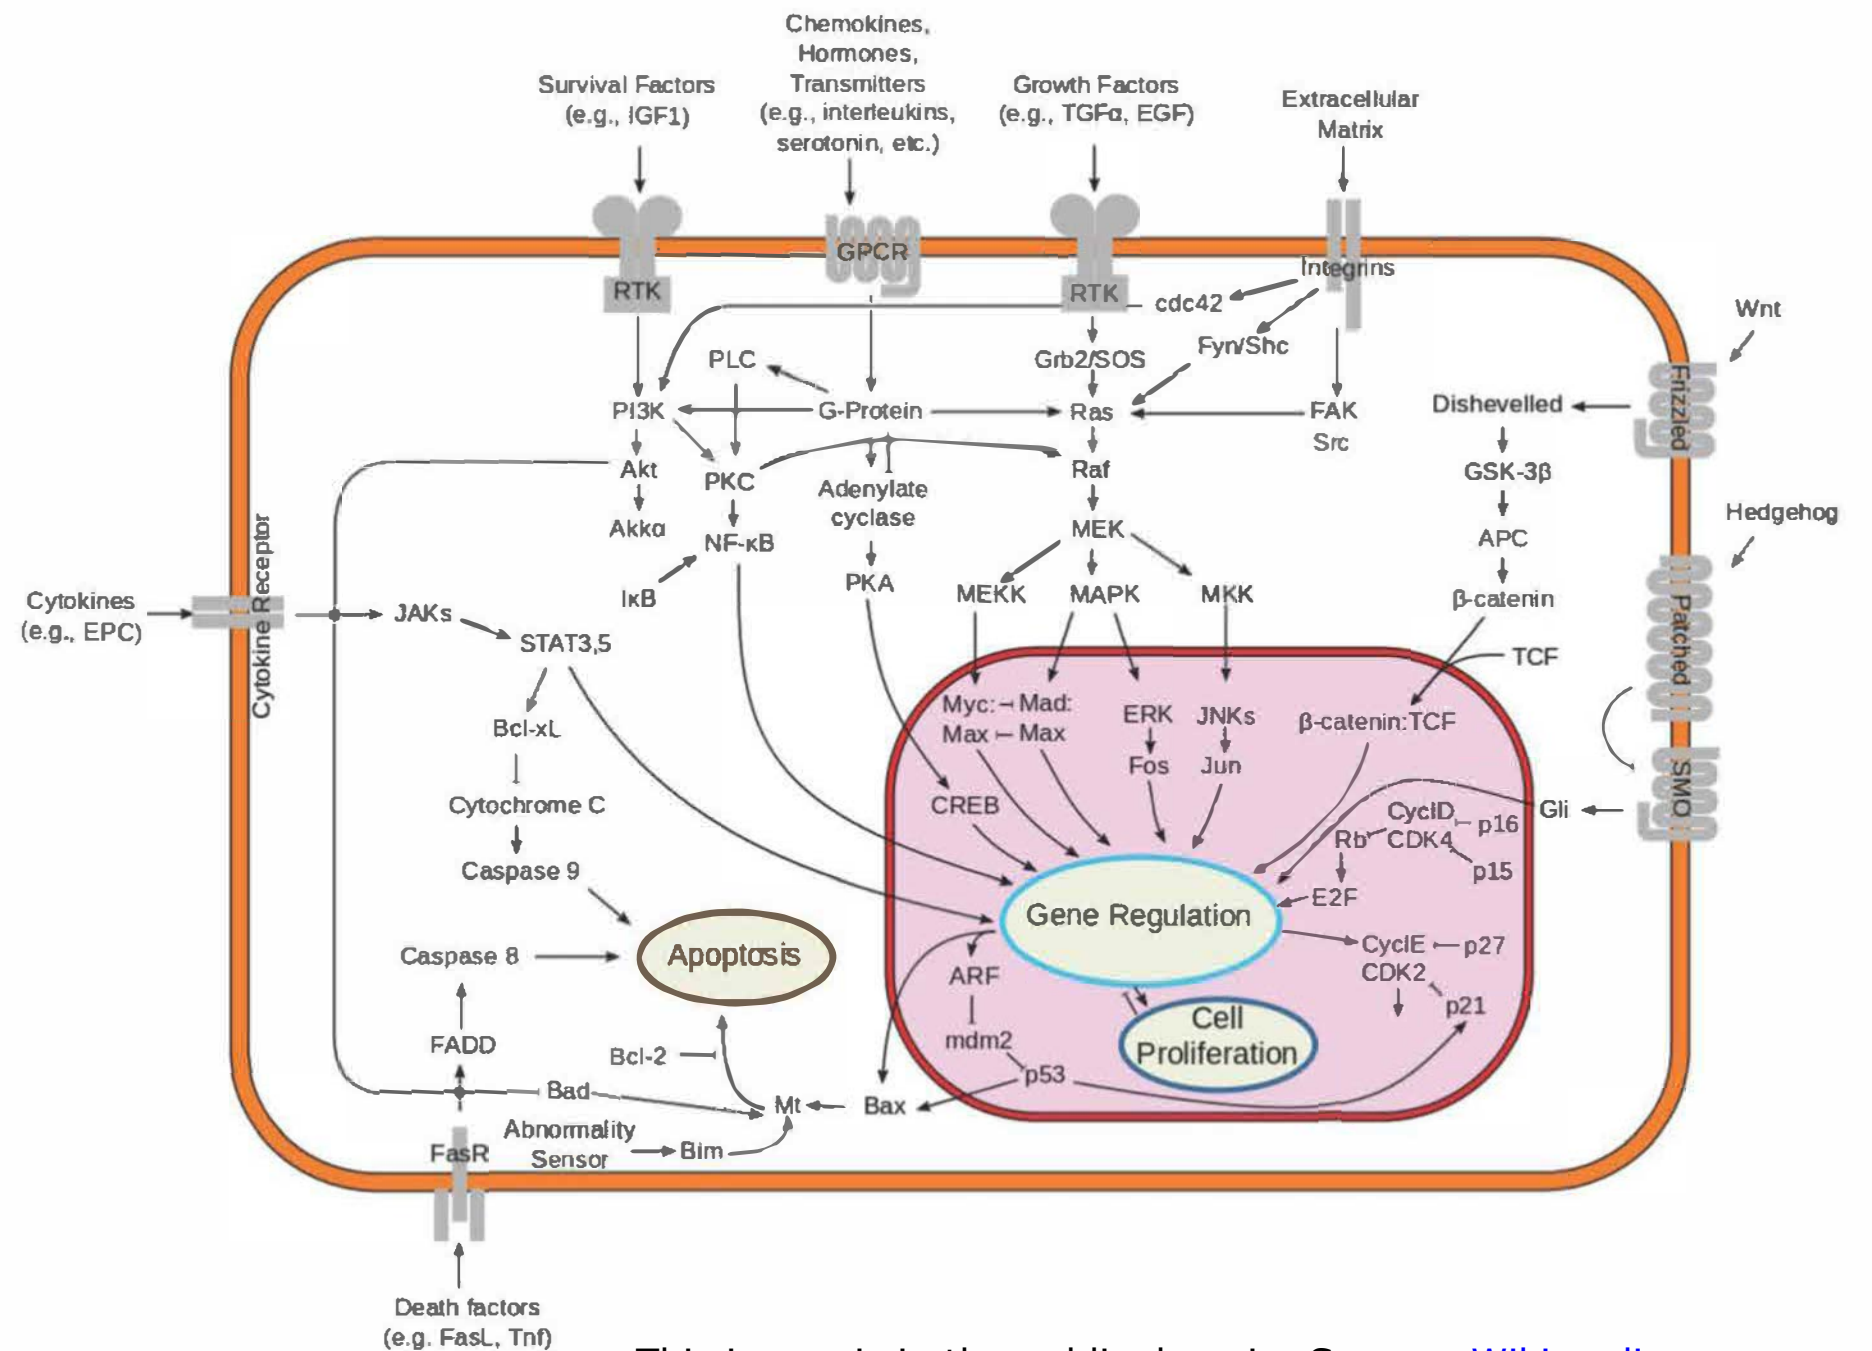 Chemokines,
Hormones,
Transmitters
(e.g., interleukins,
serotonin, etc.)
Survival Factors
(e.g., IGF1)
Growth Factors
(e.g., TGFα, EGF)
Extracellular
Matrix
GPCR
RTK
RTK
Integrins
cdc42
Wnt
Fyn/Shc
PLC
Grb2/SOS
Frizzled
PI3K
G-Protein
Ras
FAK
Src
Dishevelled
Akt
PKC
Raf
GSK-3β
Adenylate
cyclase
Hedgehog
Akkα
NF-κB
MEK
APC
PKA
IκB
MEKK
MAPK
MKK
β-catenin
Cytokines
(e.g., EPC)
Cytokine Receptor
JAKs
STAT3,5
TCF
Patched
Myc: Mad:
Max Max
ERK
JNKs
β-catenin:TCF
Bcl-xL
Fos
Jun
SMO
Cytochrome C
CREB
Gli
CyclD
CDK4
p16
Rb
p15
Caspase 9
E2F
Gene Regulation
Apoptosis
Caspase 8
CyclE
CDK2
p27
ARF
p21
Cell
Proliferation
FADD
Bcl-2
mdm2
p53
Bad
Mt
Bax
Abnormality
Sensor
Bim
FasR
Death factors
(e.g. FasL, Tnf)